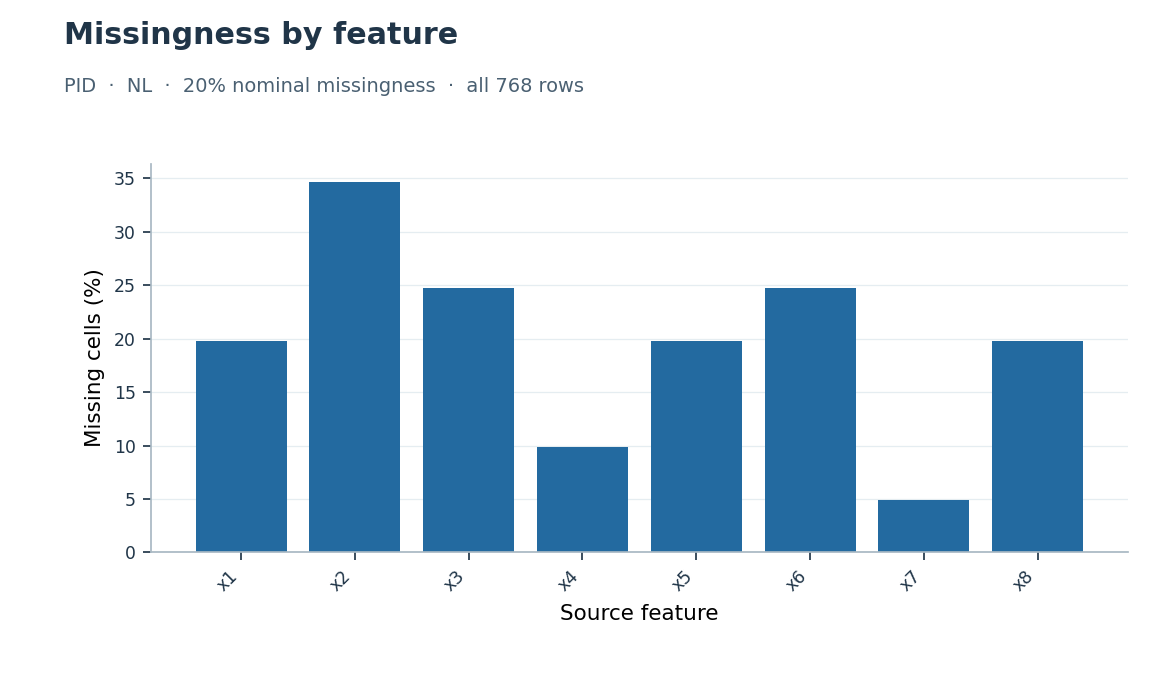 Missingness by feature
PID · NL · 20% nominal missingness · all 768 rows
Missing cells (%)
35
30
25
20
15
10
5
0
x1 x2 x3 x4 x5 x6 x7 x8
Source feature